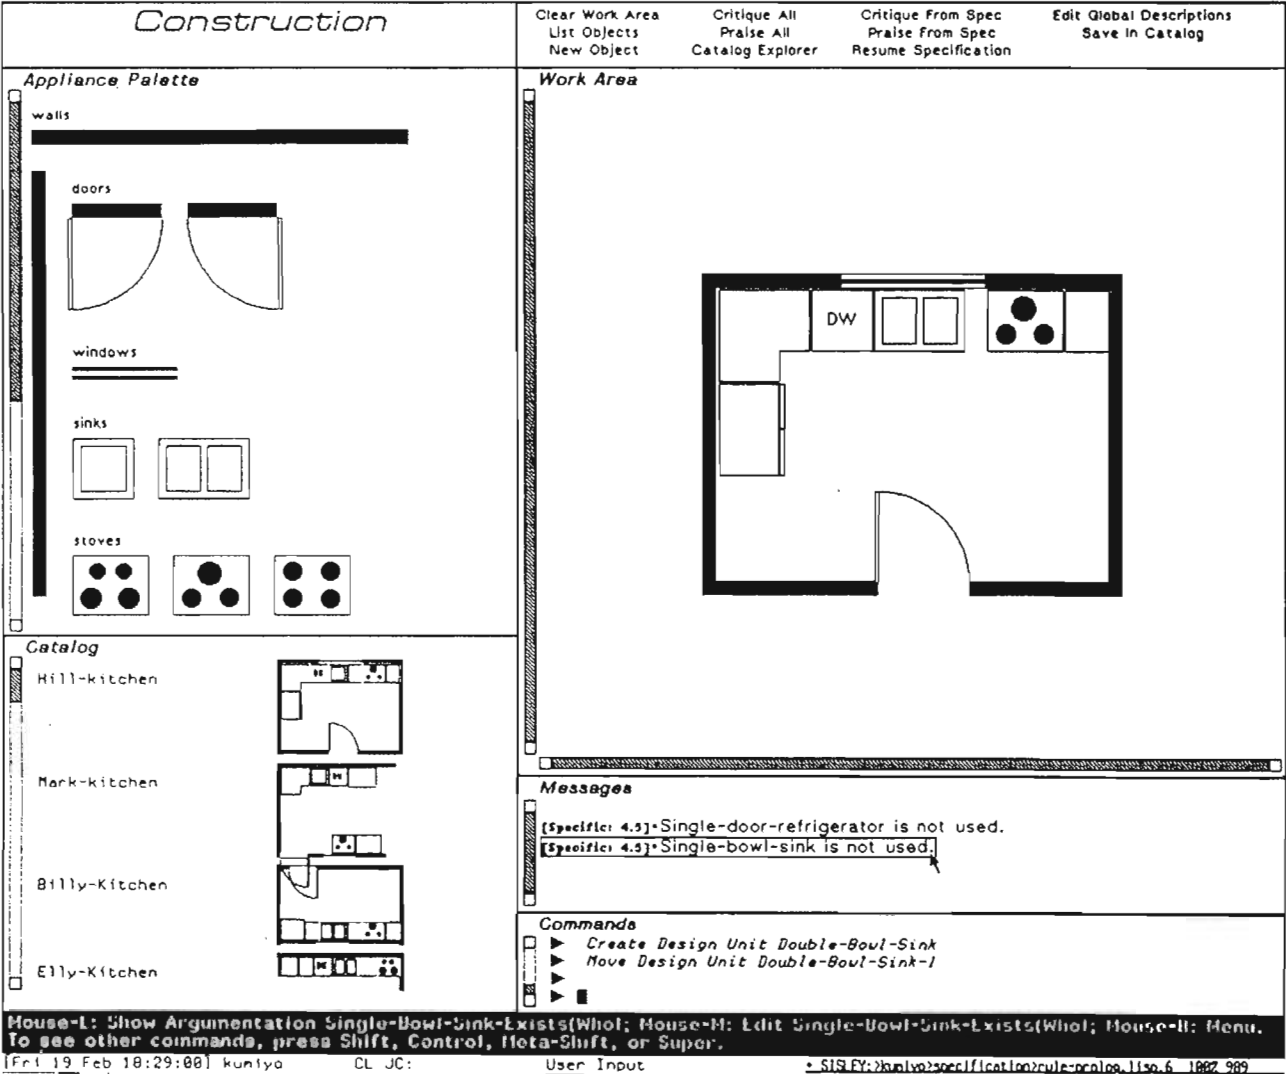 Construction
Clear Work Area Critique All Critique From Spec Edit Global Descriptions
List Objects Praise All Praise From Spec Save In Catalog
New Object Catalog Explorer Resume Specification
Appliance Palette
walls
doors
windows
sinks
stoves
Work Area
DW
Catalog
Hill-kitchen
Mark-kitchen
Billy-Kitchen
Elly-Kitchen
Messages
[Specific: 4.5]•Single-door-refrigerator is not used.
[Specific: 4.5]•Single-bowl-sink is not used.
Commands
Create Design Unit Double-Bowl-Sink
Move Design Unit Double-Bowl-Sink-1
Mouse-L: Show Argumentation Single-Bowl-Sink-Exists(Who); Mouse-M: Edit Single-Bowl-Sink-Exists(Who); Mouse-R: Menu.
To see other commands, press Shift, Control, Meta-Shift, or Super.
[Fri 19 Feb 10:29:00] kuniyo CL JC: User Input